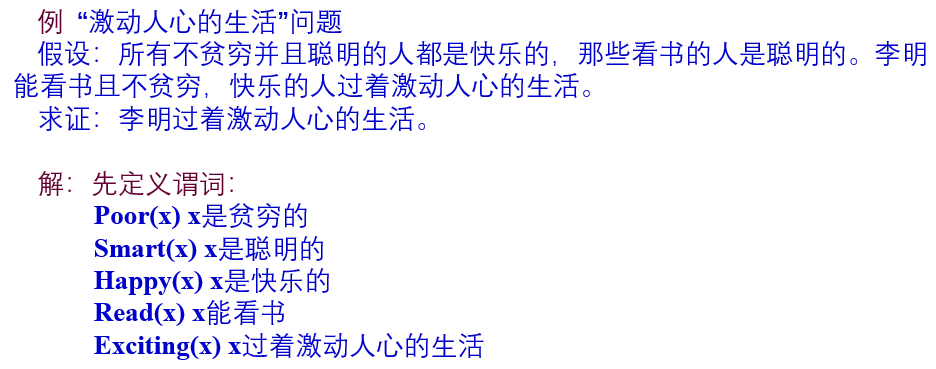 例 “激动人心的生活”问题
假设：所有不贫穷并且聪明的人都是快乐的，那些看书的人是聪明的。李明
能看书且不贫穷，快乐的人过着激动人心的生活。
求证：李明过着激动人心的生活。
解：先定义谓词：
Poor(x) x是贫穷的
Smart(x) x是聪明的
Happy(x) x是快乐的
Read(x) x能看书
Exciting(x) x过着激动人心的生活